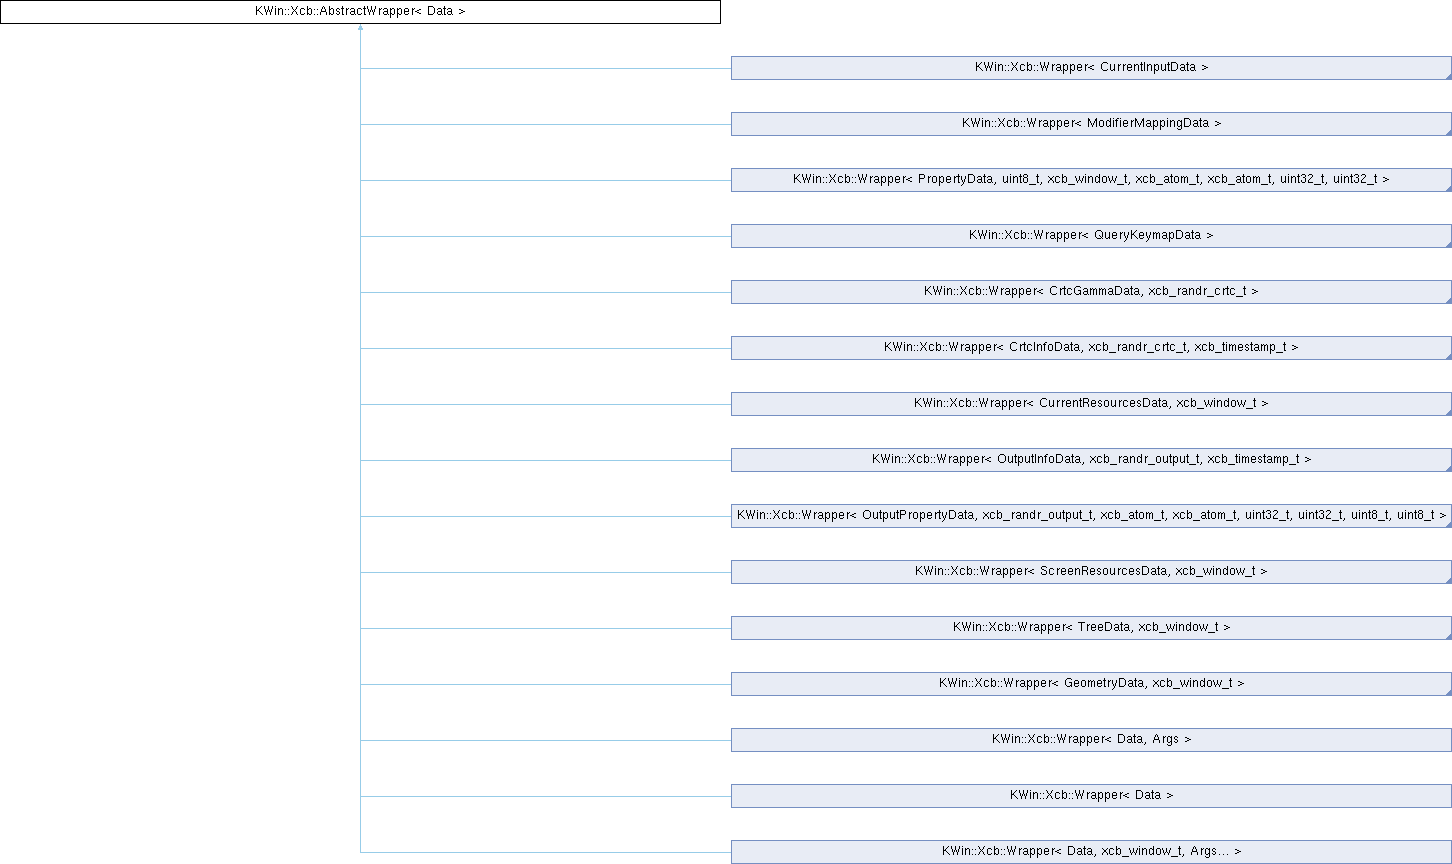 KWin::Xcb::AbstractWrapper< Data >
KWin::Xcb::Wrapper< CurrentInputData >
KWin::Xcb::Wrapper< ModifierMappingData >
KWin::Xcb::Wrapper< PropertyData, uint8_t, xcb_window_t, xcb_atom_t, xcb_atom_t, uint32_t, uint32_t >
KWin::Xcb::Wrapper< QueryKeymapData >
KWin::Xcb::Wrapper< CrtcGammaData, xcb_randr_crtc_t >
KWin::Xcb::Wrapper< CrtcInfoData, xcb_randr_crtc_t, xcb_timestamp_t >
KWin::Xcb::Wrapper< CurrentResourcesData, xcb_window_t >
KWin::Xcb::Wrapper< OutputInfoData, xcb_randr_output_t, xcb_timestamp_t >
KWin::Xcb::Wrapper< OutputPropertyData, xcb_randr_output_t, xcb_atom_t, xcb_atom_t, uint32_t, uint32_t, uint8_t, uint8_t >
KWin::Xcb::Wrapper< ScreenResourcesData, xcb_window_t >
KWin::Xcb::Wrapper< TreeData, xcb_window_t >
KWin::Xcb::Wrapper< GeometryData, xcb_window_t >
KWin::Xcb::Wrapper< Data, Args >
KWin::Xcb::Wrapper< Data >
KWin::Xcb::Wrapper< Data, xcb_window_t, Args... >